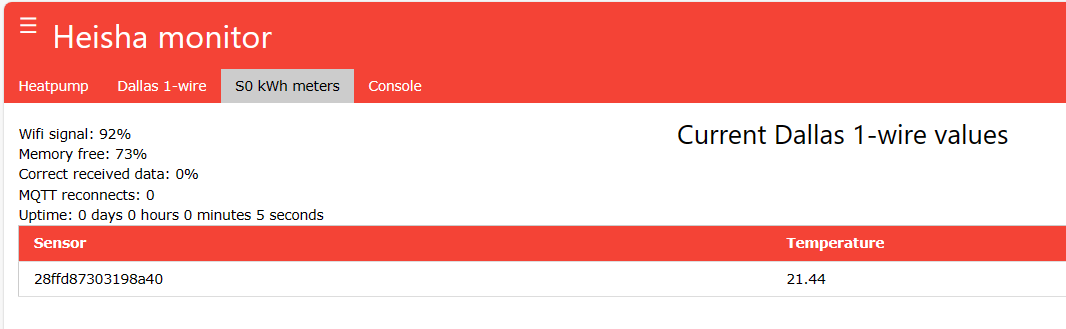 Heisha monitor
Heatpump Dallas 1-wire S0 kWh meters Console
Wifi signal: 92%
Memory free: 73%
Correct received data: 0%
MQTT reconnects: 0
Uptime: 0 days 0 hours 0 minutes 5 seconds
Current Dallas 1-wire values
Sensor Temperature
28ffd87303198a40 21.44